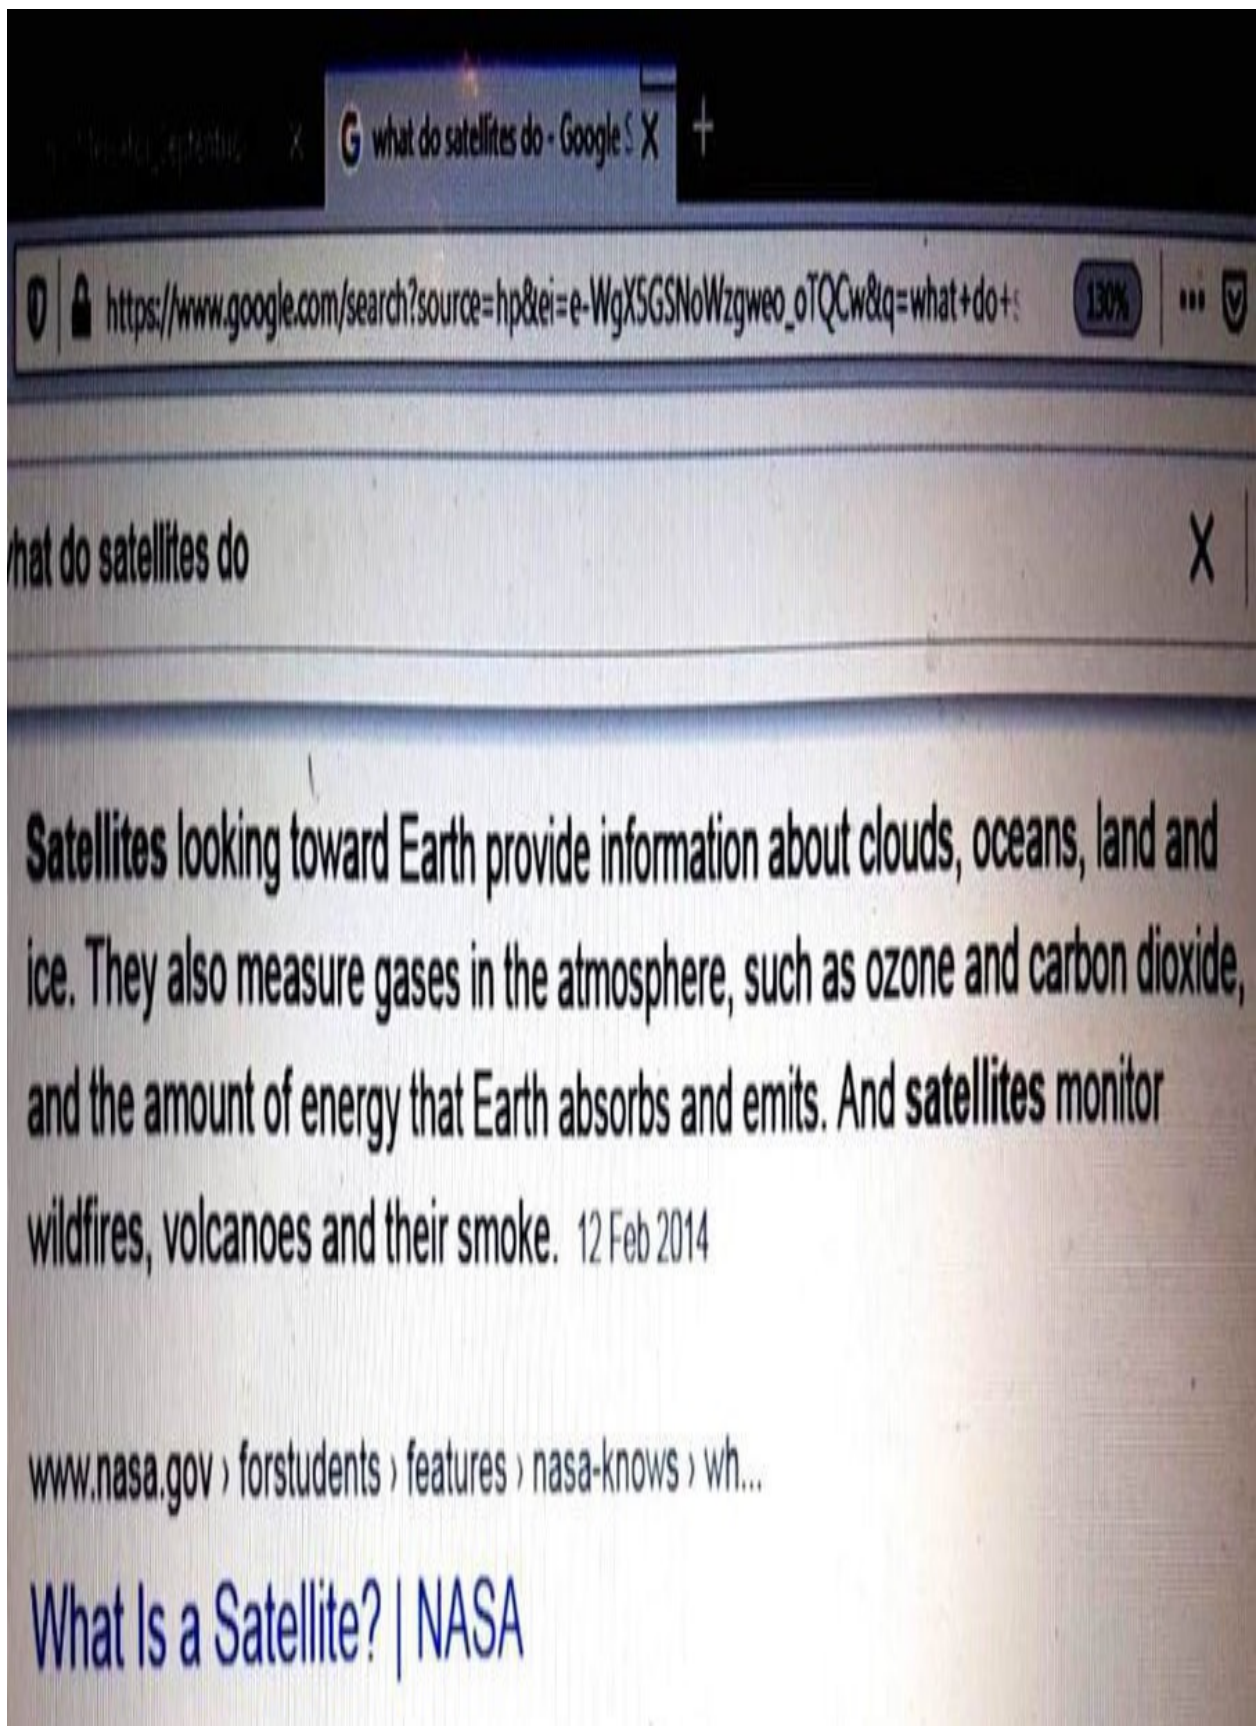 what do satellites do - Google S
https://www.google.com/search?source=hp&ei=e-WgX5GSNoWzgweo_oTQCw&q=what+do+s
130%
hat do satellites do
Satellites looking toward Earth provide information about clouds, oceans, land and
ice. They also measure gases in the atmosphere, such as ozone and carbon dioxide,
and the amount of energy that Earth absorbs and emits. And satellites monitor
wildfires, volcanoes and their smoke. 12 Feb 2014
www.nasa.gov › forstudents › features › nasa-knows › wh...
What Is a Satellite? | NASA